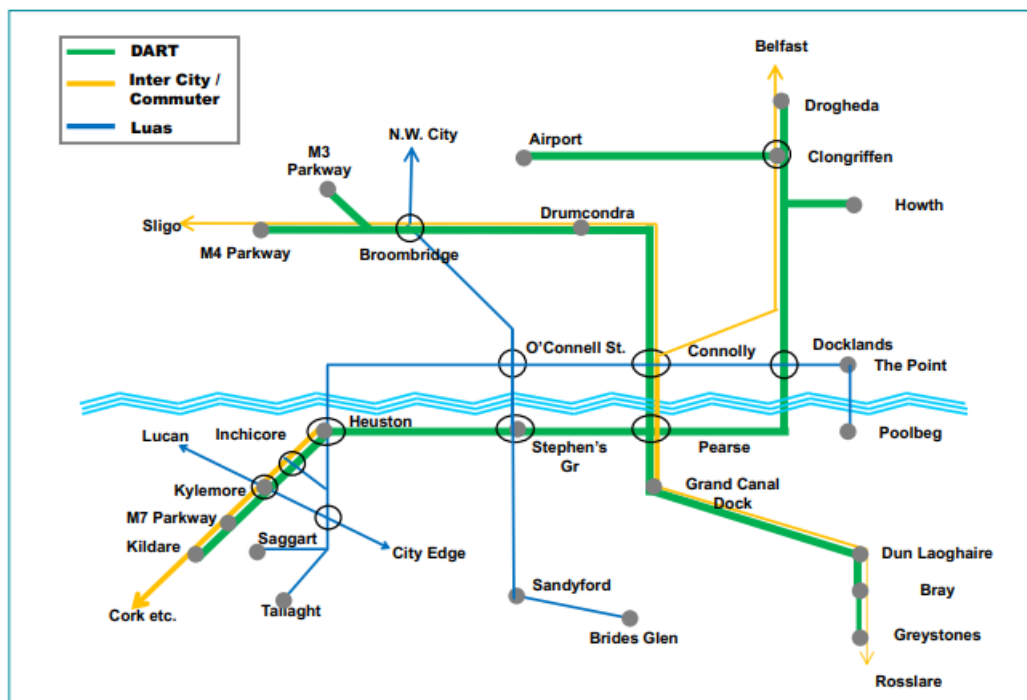 DART
Inter City /
Commuter
Luas
Belfast
Drogheda
N.W. City
Airport
Clongriffen
M3
Parkway
Howth
Drumcondra
Sligo
M4 Parkway
Broombridge
O'Connell St.
Connolly
Docklands
The Point
Heuston
Lucan
Inchicore
Stephen's
Gr
Pearse
Poolbeg
Kylemore
Grand Canal
Dock
M7 Parkway
Saggart
Kildare
City Edge
Dun Laoghaire
Sandyford
Bray
Cork etc.
Tallaght
Brides Glen
Greystones
Rosslare